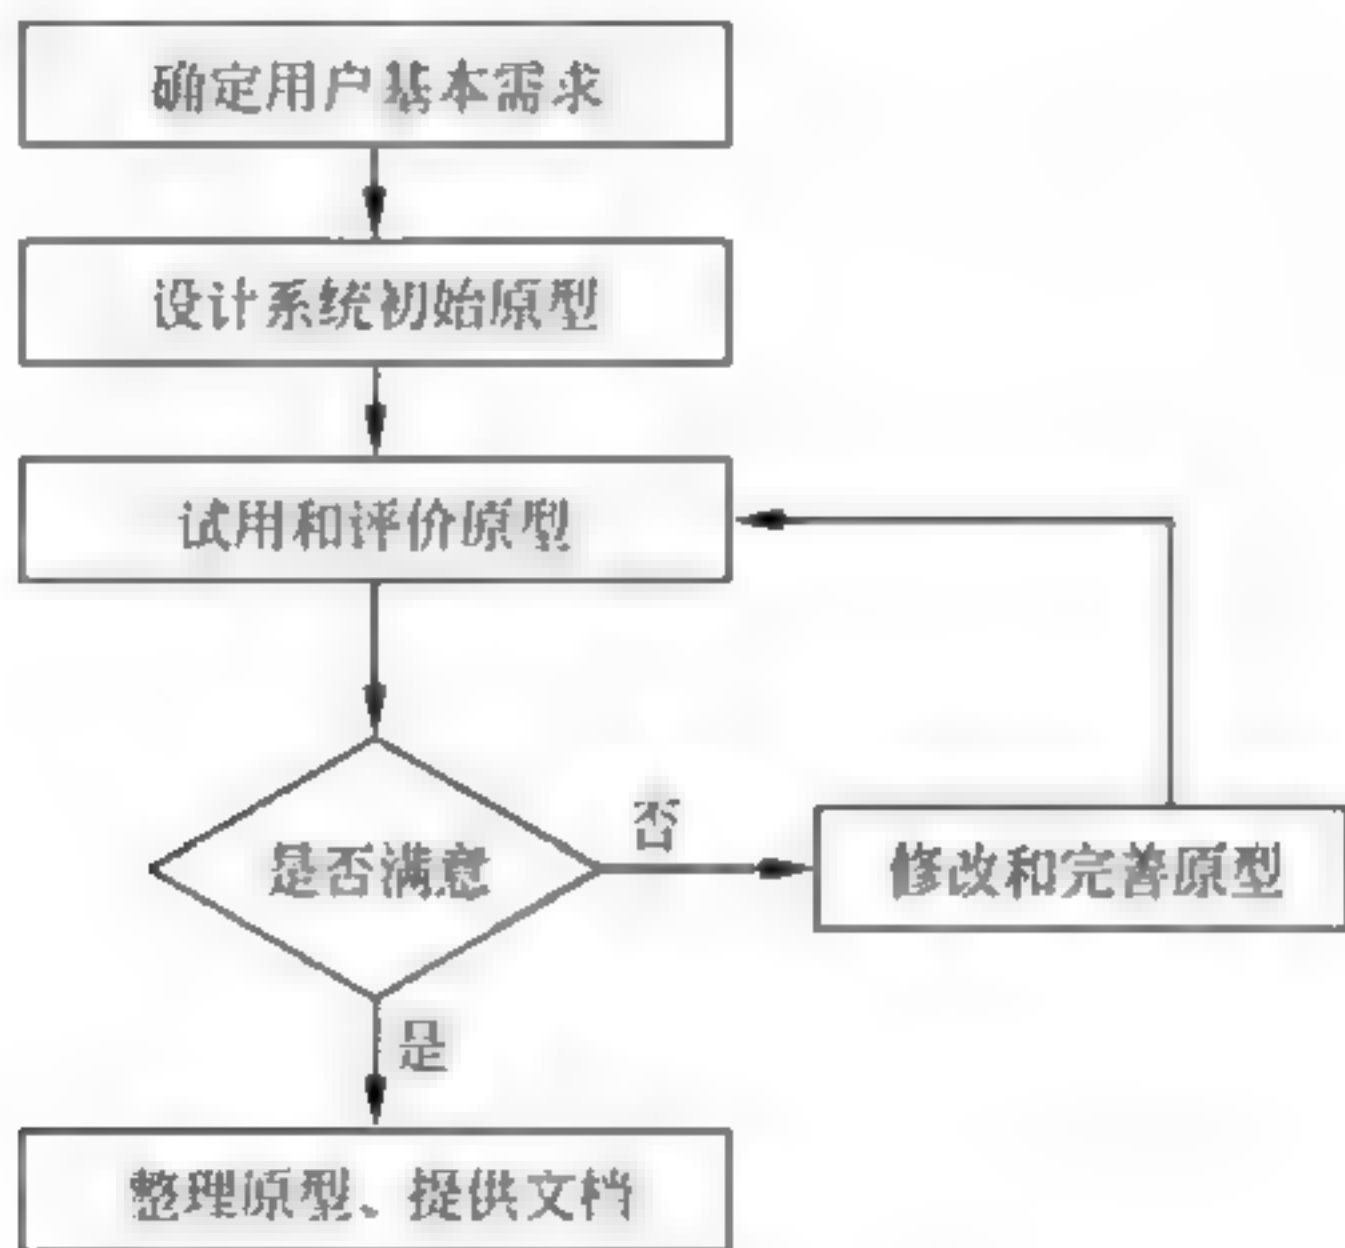 确定用户基本需求
设计系统初始原型
试用和评价原型
是否满意
否
修改和完善原型
是
整理原型、提供文档